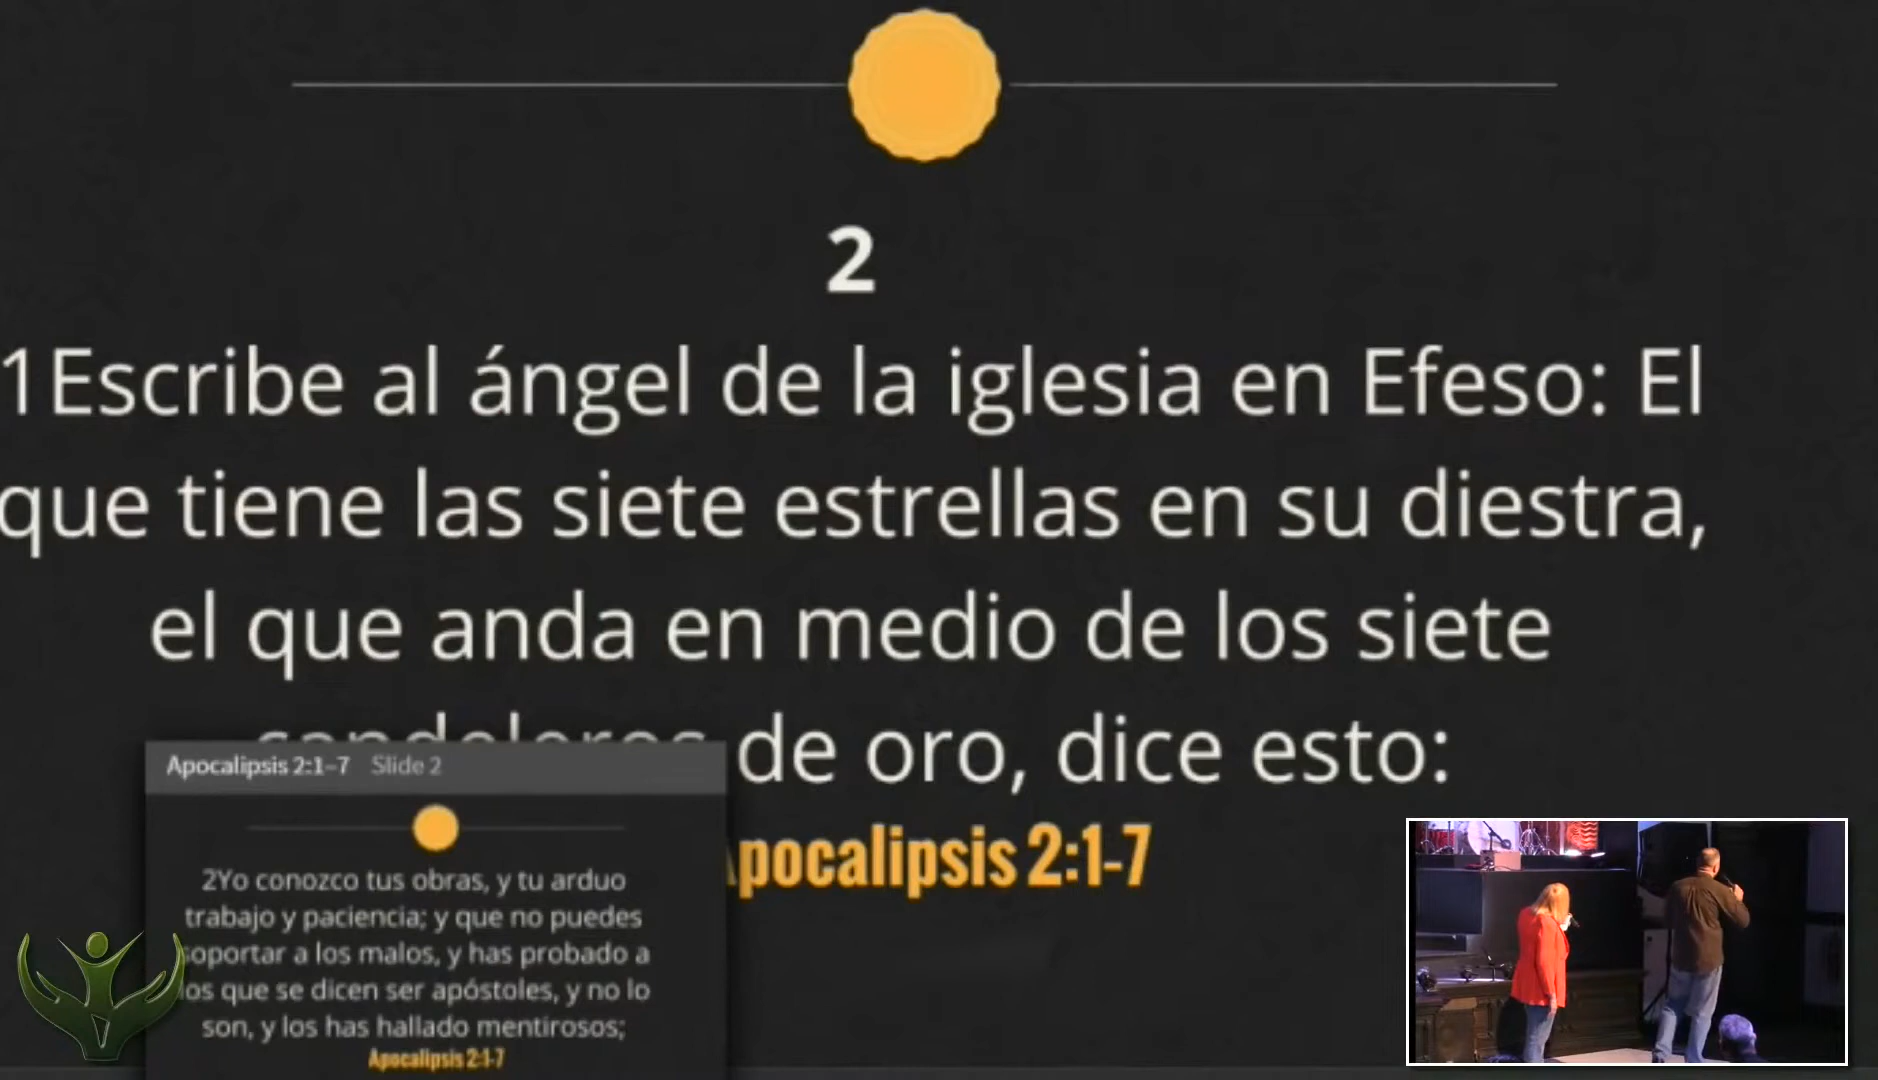 2
1Escribe al ángel de la iglesia en Efeso: El
que tiene las siete estrellas en su diestra,
el que anda en medio de los siete
candeleros de oro, dice esto:
Apocalipsis 2:1-7
Apocalipsis 2:1-7 Slide 2
2Yo conozco tus obras, y tu arduo
trabajo y paciencia; y que no puedes
soportar a los malos, y has probado a
los que se dicen ser apóstoles, y no lo
son, y los has hallado mentirosos;
Apocalipsis 2:1-7